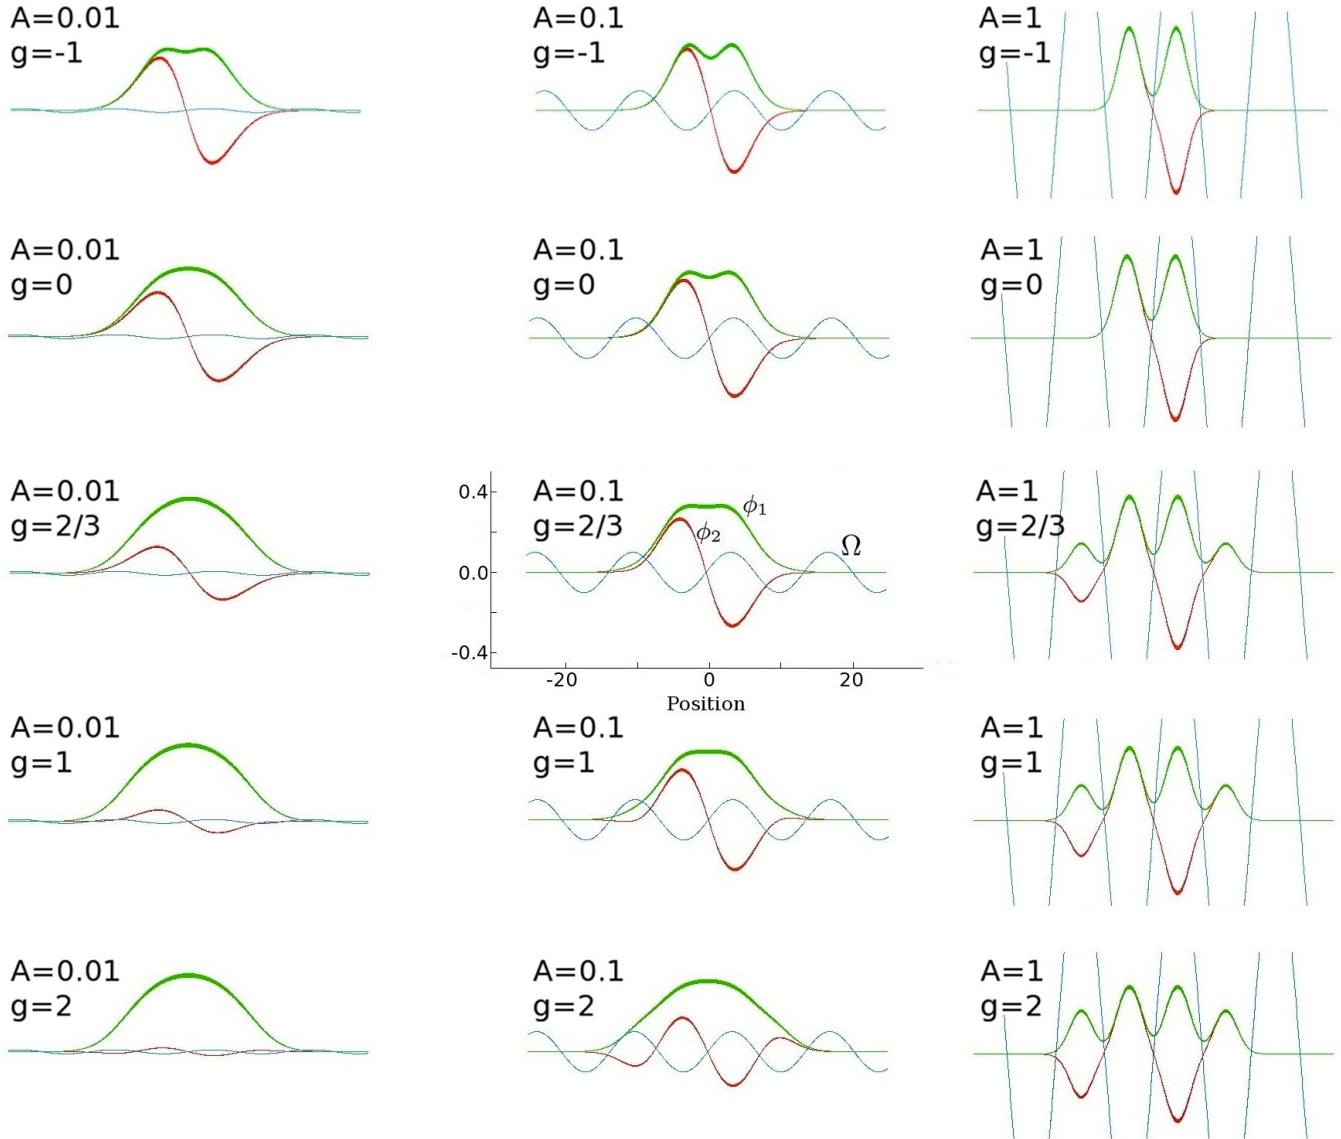 A=0.01
g=-1
A=0.1
g=-1
A=1
g=-1
A=0.01
g=0
A=0.1
g=0
A=1
g=0
A=0.01
g=2/3
0.4
0.0
-0.4
A=0.1
g=2/3
ϕ₁
ϕ₂
Ω
-20 0 20
Position
A=1
g=2/3
A=0.01
g=1
A=0.1
g=1
A=1
g=1
A=0.01
g=2
A=0.1
g=2
A=1
g=2